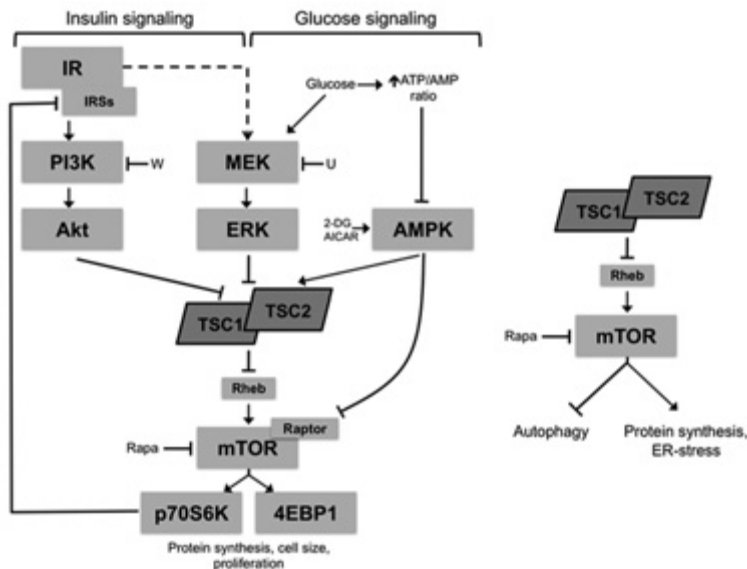 Insulin signaling
Glucose signaling
IR
IRSs
Glucose
ATP/AMP
ratio
PI3K
W
MEK
U
Akt
ERK
2-DG
AICAR
AMPK
TSC1
TSC2
Rheb
Raptor
Rapa
mTOR
p70S6K
4EBP1
Protein synthesis, cell size,
proliferation
TSC1
TSC2
Rheb
Rapa
mTOR
Autophagy
Protein synthesis,
ER-stress